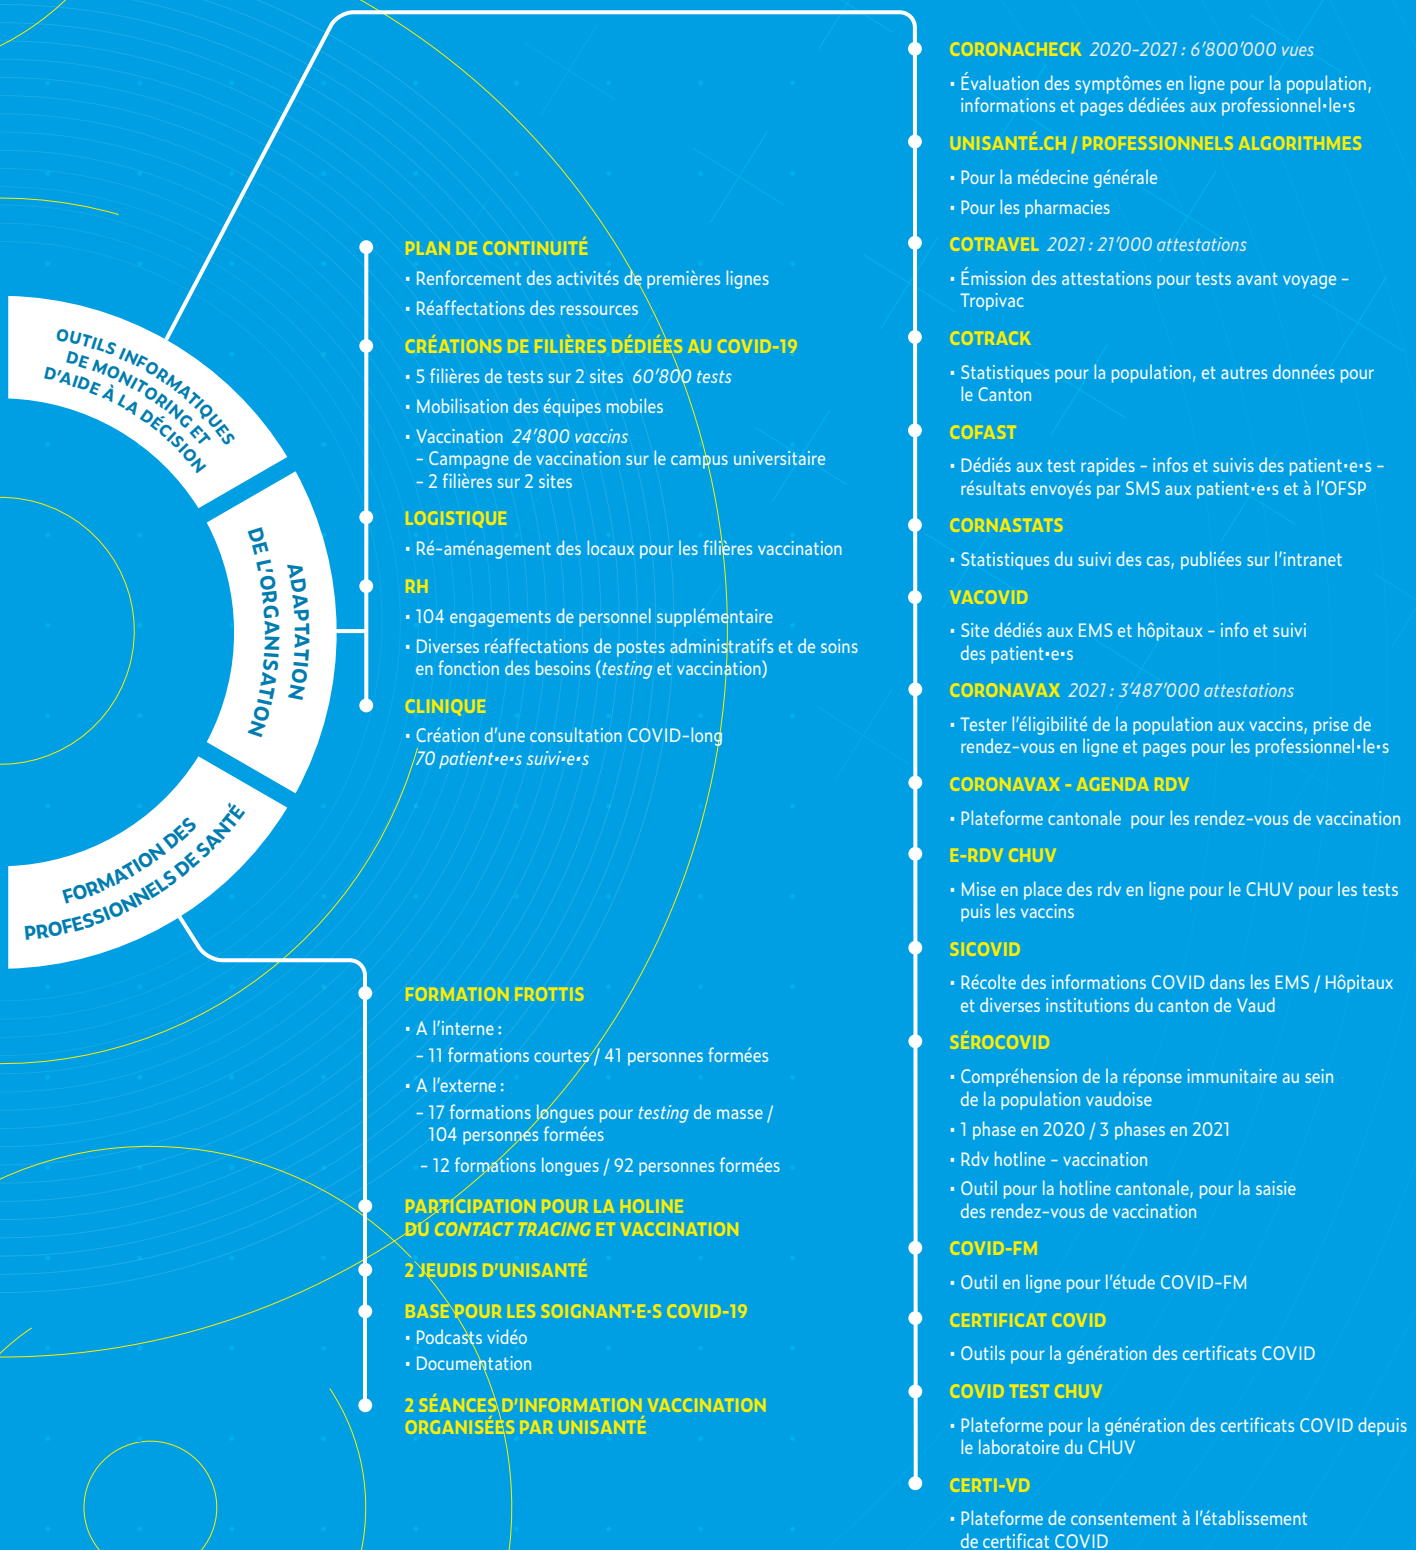 OUTILS INFORMATIQUES
DE MONITORING ET
D'AIDE À LA DÉCISION
CORONACHECK 2020-2021 : 6'800'000 vues
• Évaluation des symptômes en ligne pour la population,
informations et pages dédiées aux professionnel•le•s
UNISANTÉ.CH / PROFESSIONNELS ALGORITHMES
• Pour la médecine générale
• Pour les pharmacies
COTRAVEL 2021 : 21'000 attestations
• Émission des attestations pour tests avant voyage –
Tropivac
COTRACK
• Statistiques pour la population, et autres données pour
le Canton
COFAST
• Dédiés aux test rapides – infos et suivis des patient•e•s –
résultats envoyés par SMS aux patient•e•s et à l'OFSP
CORNASTATS
• Statistiques du suivi des cas, publiées sur l'intranet
VACOVID
• Site dédiés aux EMS et hôpitaux – info et suivi
des patient•e•s
CORONAVAX 2021 : 3'487'000 attestations
• Tester l'éligibilité de la population aux vaccins, prise de
rendez-vous en ligne et pages pour les professionnel•le•s
CORONAVAX – AGENDA RDV
• Plateforme cantonale pour les rendez-vous de vaccination
E-RDV CHUV
• Mise en place des rdv en ligne pour le CHUV pour les tests
puis les vaccins
SICOVID
• Récolte des informations COVID dans les EMS / Hôpitaux
et diverses institutions du canton de Vaud
SÉROCOVID
• Compréhension de la réponse immunitaire au sein
de la population vaudoise
• 1 phase en 2020 / 3 phases en 2021
• Rdv hotline – vaccination
• Outil pour la hotline cantonale, pour la saisie
des rendez-vous de vaccination
COVID-FM
• Outil en ligne pour l'étude COVID-FM
CERTIFICAT COVID
• Outils pour la génération des certificats COVID
COVID TEST CHUV
• Plateforme pour la génération des certificats COVID depuis
le laboratoire du CHUV
CERTI-VD
• Plateforme de consentement à l'établissement
de certificat COVID
ADAPTATION
DE L'ORGANISATION
PLAN DE CONTINUITÉ
• Renforcement des activités de premières lignes
• Réaffectations des ressources
CRÉATIONS DE FILIÈRES DÉDIÉES AU COVID-19
• 5 filières de tests sur 2 sites 60'800 tests
• Mobilisation des équipes mobiles
• Vaccination 24'800 vaccins
– Campagne de vaccination sur le campus universitaire
– 2 filières sur 2 sites
LOGISTIQUE
• Ré-aménagement des locaux pour les filières vaccination
RH
• 104 engagements de personnel supplémentaire
• Diverses réaffectations de postes administratifs et de soins
en fonction des besoins (testing et vaccination)
CLINIQUE
• Création d'une consultation COVID-long
70 patient•e•s suivi•e•s
FORMATION DES
PROFESSIONNELS DE SANTÉ
FORMATION FROTTIS
• A l'interne :
– 11 formations courtes / 41 personnes formées
• A l'externe :
– 17 formations longues pour testing de masse /
104 personnes formées
– 12 formations longues / 92 personnes formées
PARTICIPATION POUR LA HOLINE
DU CONTACT TRACING ET VACCINATION
2 JEUDIS D'UNISANTÉ
BASE POUR LES SOIGNANT·E·S COVID-19
• Podcasts vidéo
• Documentation
2 SÉANCES D'INFORMATION VACCINATION
ORGANISÉES PAR UNISANTÉ